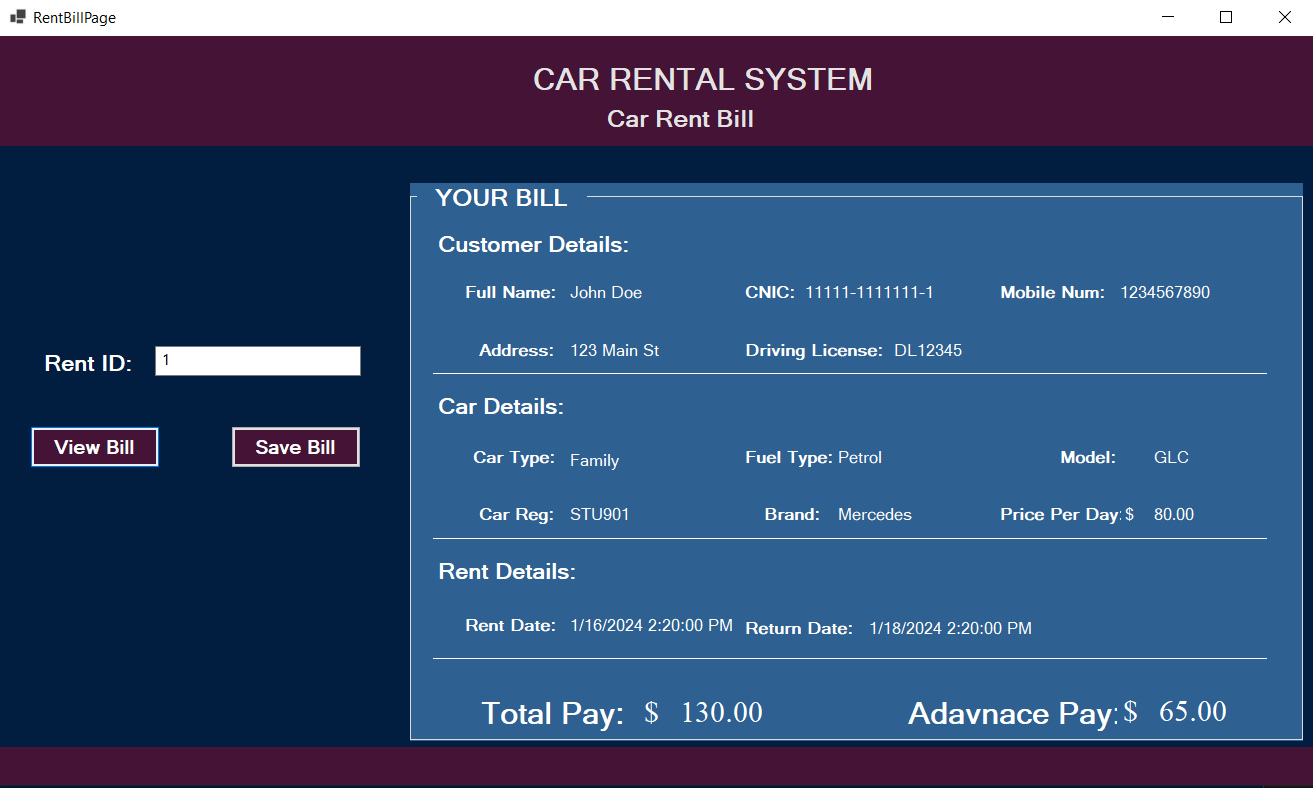 RentBillPage
CAR RENTAL SYSTEM
Car Rent Bill
Rent ID: 1
View Bill Save Bill
YOUR BILL
Customer Details:
Full Name: John Doe CNIC: 11111-1111111-1 Mobile Num: 1234567890
Address: 123 Main St Driving License: DL12345
Car Details:
Car Type: Family Fuel Type: Petrol Model: GLC
Car Reg: STU901 Brand: Mercedes Price Per Day: $ 80.00
Rent Details:
Rent Date: 1/16/2024 2:20:00 PM Return Date: 1/18/2024 2:20:00 PM
Total Pay: $ 130.00 Adavnace Pay: $ 65.00